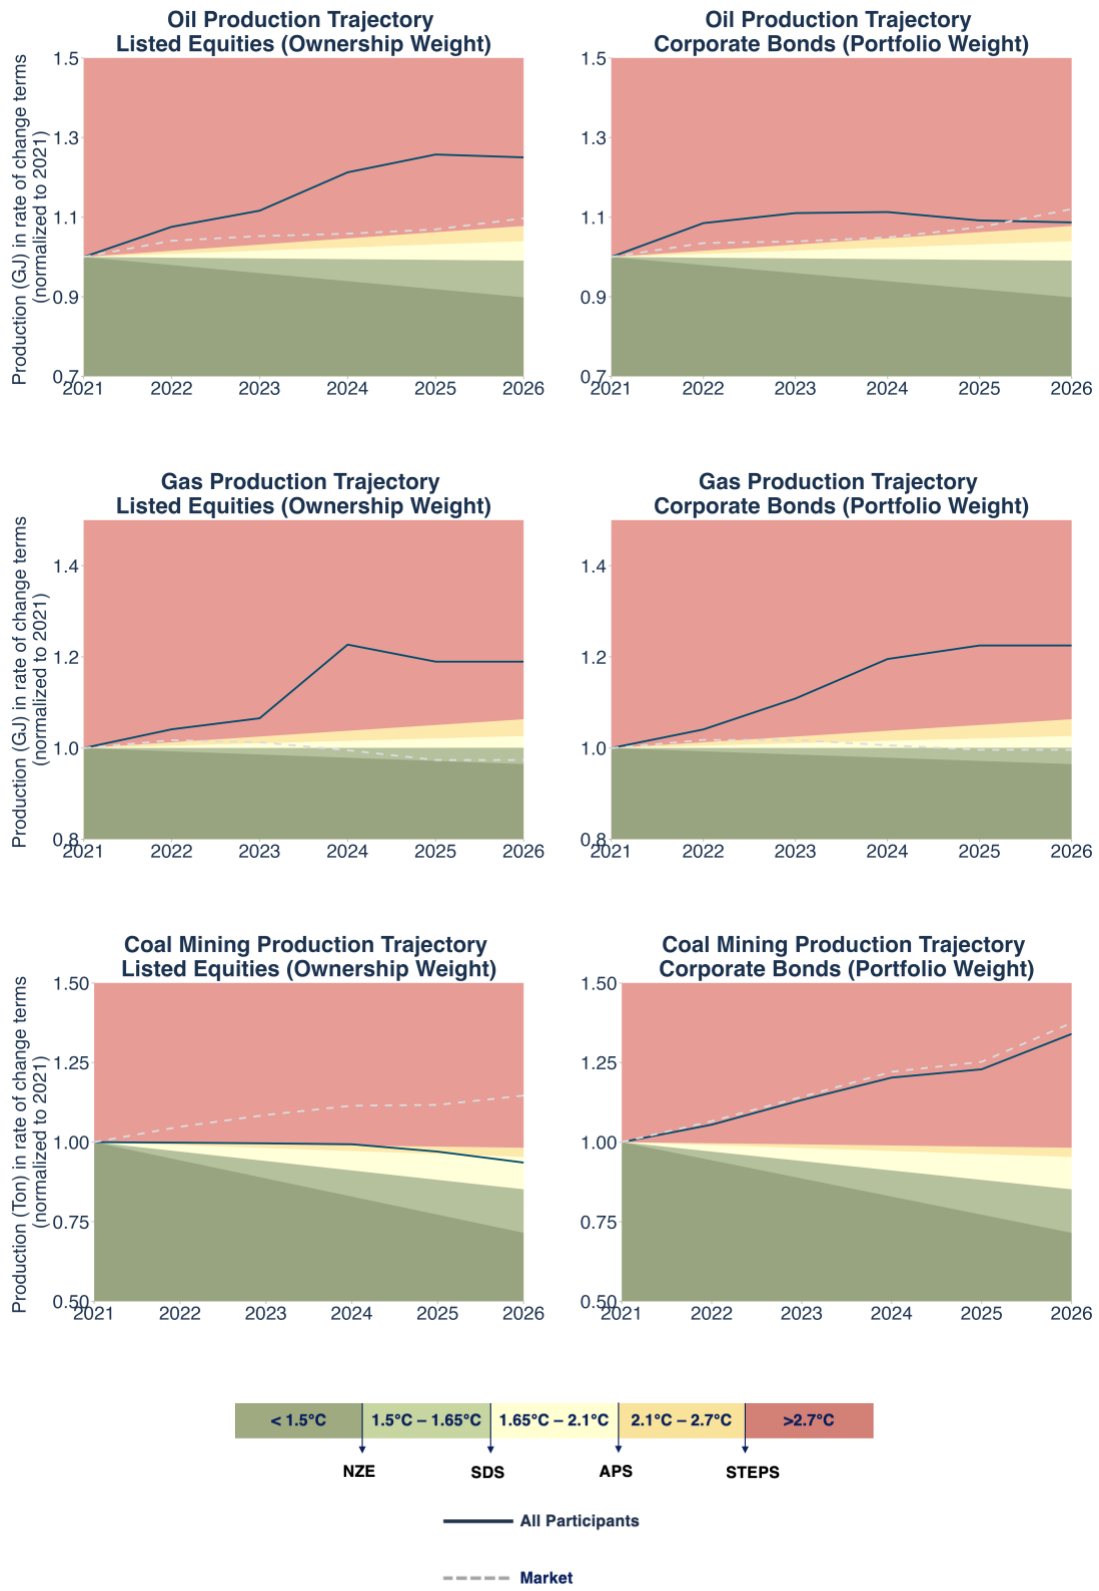 Oil Production Trajectory
Listed Equities (Ownership Weight)
Production (GJ) in rate of change terms
(normalized to 2021)
1.5
1.3
1.1
0.9
0.7
2021 2022 2023 2024 2025 2026
Oil Production Trajectory
Corporate Bonds (Portfolio Weight)
1.5
1.3
1.1
0.9
0.7
2021 2022 2023 2024 2025 2026
Gas Production Trajectory
Listed Equities (Ownership Weight)
Production (GJ) in rate of change terms
(normalized to 2021)
1.4
1.2
1.0
0.8
2021 2022 2023 2024 2025 2026
Gas Production Trajectory
Corporate Bonds (Portfolio Weight)
1.4
1.2
1.0
0.8
2021 2022 2023 2024 2025 2026
Coal Mining Production Trajectory
Listed Equities (Ownership Weight)
Production (Ton) in rate of change terms
(normalized to 2021)
1.50
1.25
1.00
0.75
0.50
2021 2022 2023 2024 2025 2026
Coal Mining Production Trajectory
Corporate Bonds (Portfolio Weight)
1.50
1.25
1.00
0.75
0.50
2021 2022 2023 2024 2025 2026
< 1.5°C 1.5°C – 1.65°C 1.65°C – 2.1°C 2.1°C – 2.7°C >2.7°C
NZE SDS APS STEPS
All Participants
Market